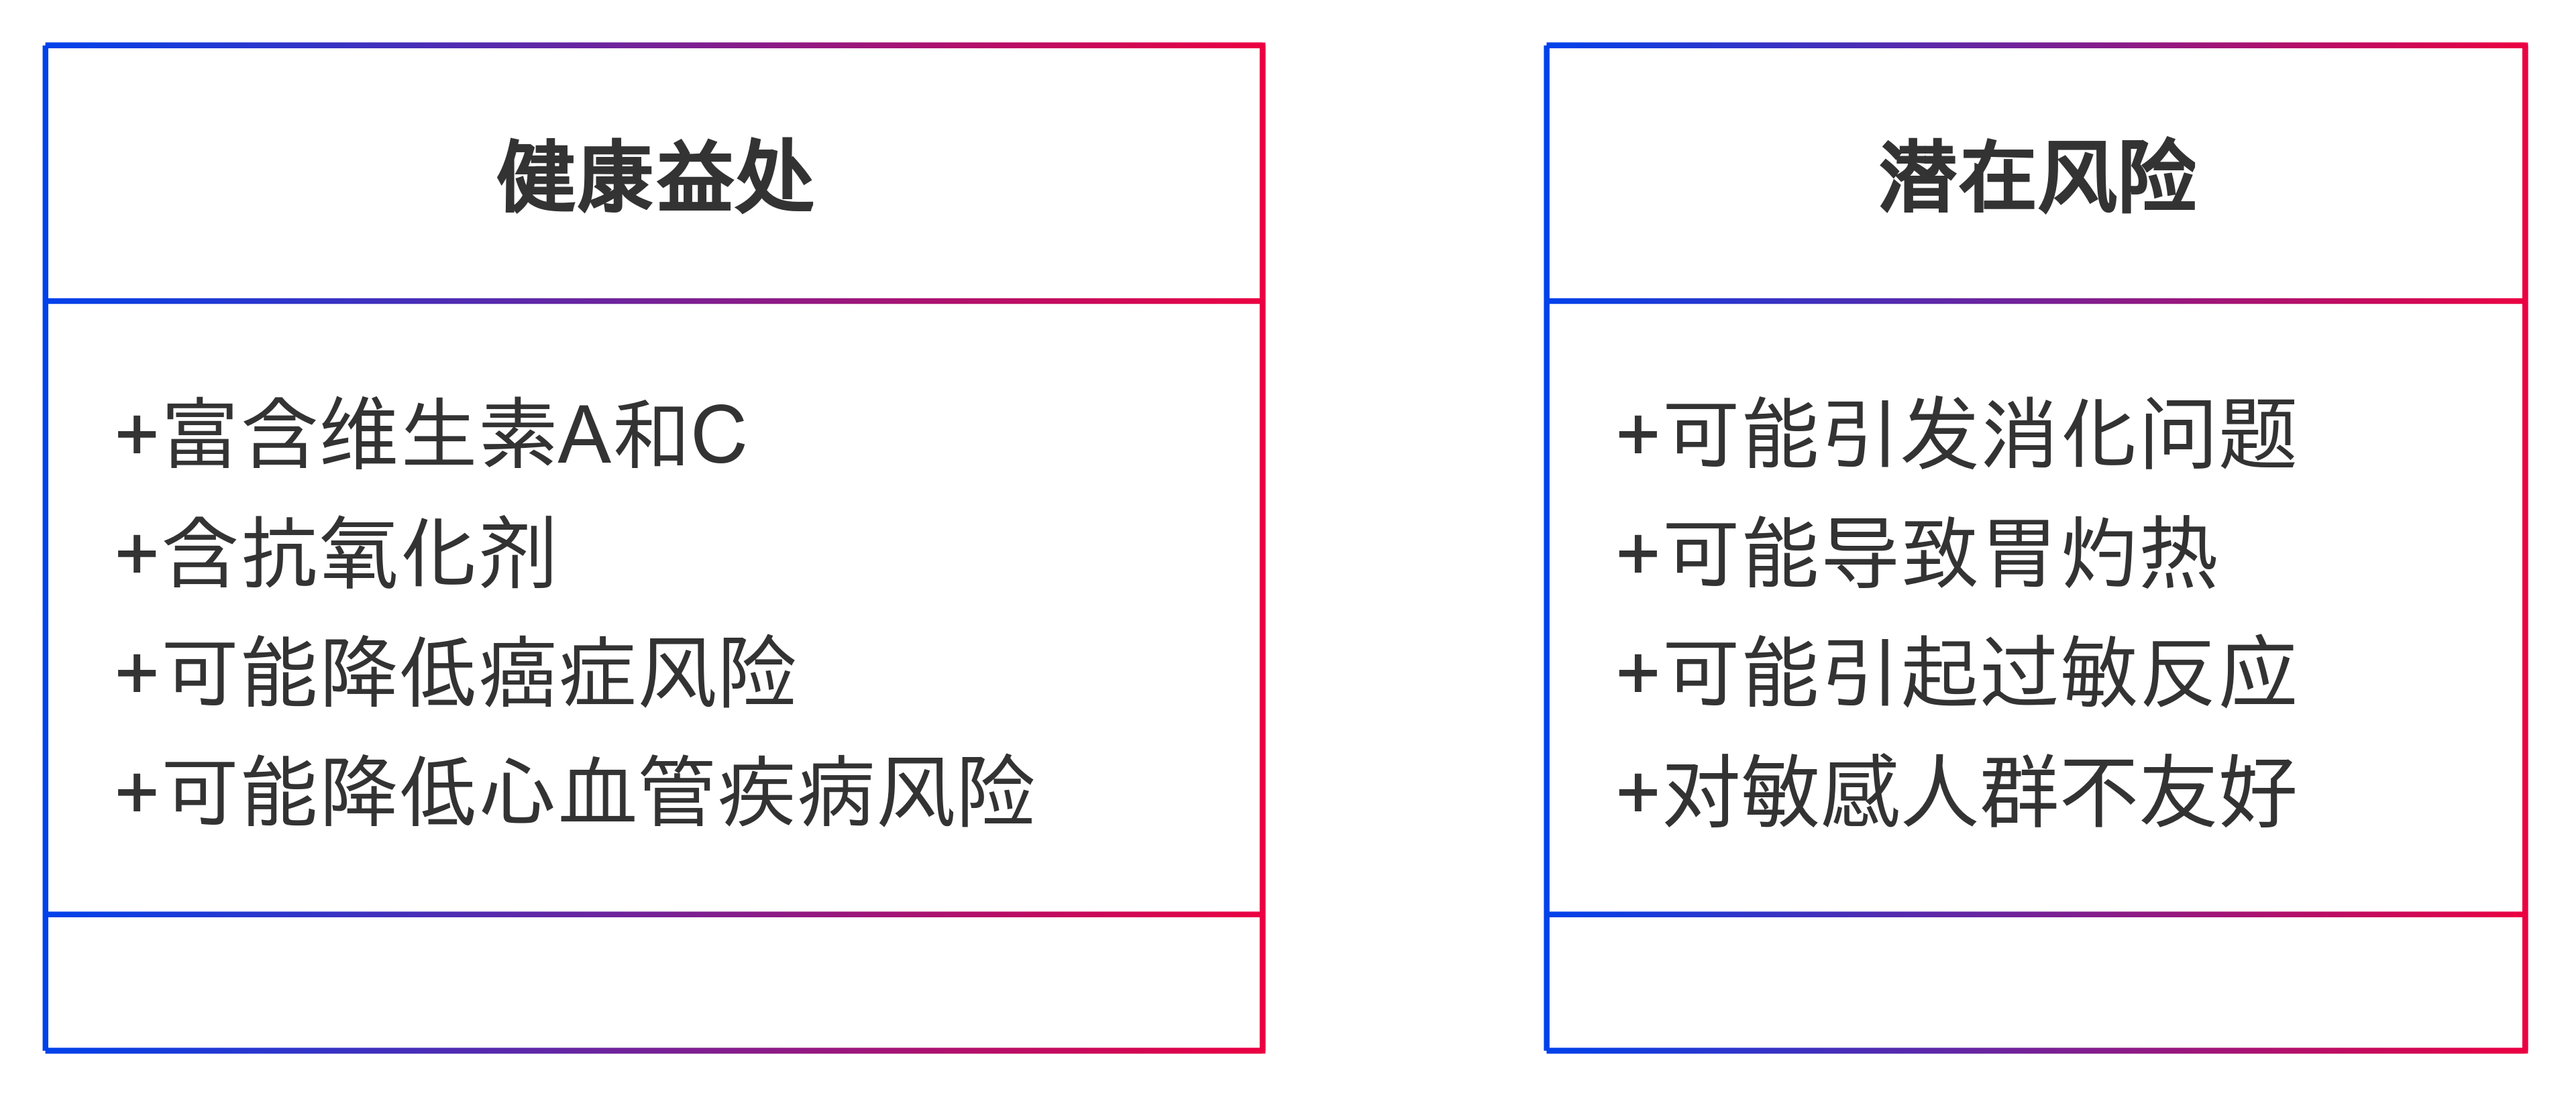 健康益处
+富含维生素A和C
+含抗氧化剂
+可能降低癌症风险
+可能降低心血管疾病风险
潜在风险
+可能引发消化问题
+可能导致胃灼热
+可能引起过敏反应
+对敏感人群不友好